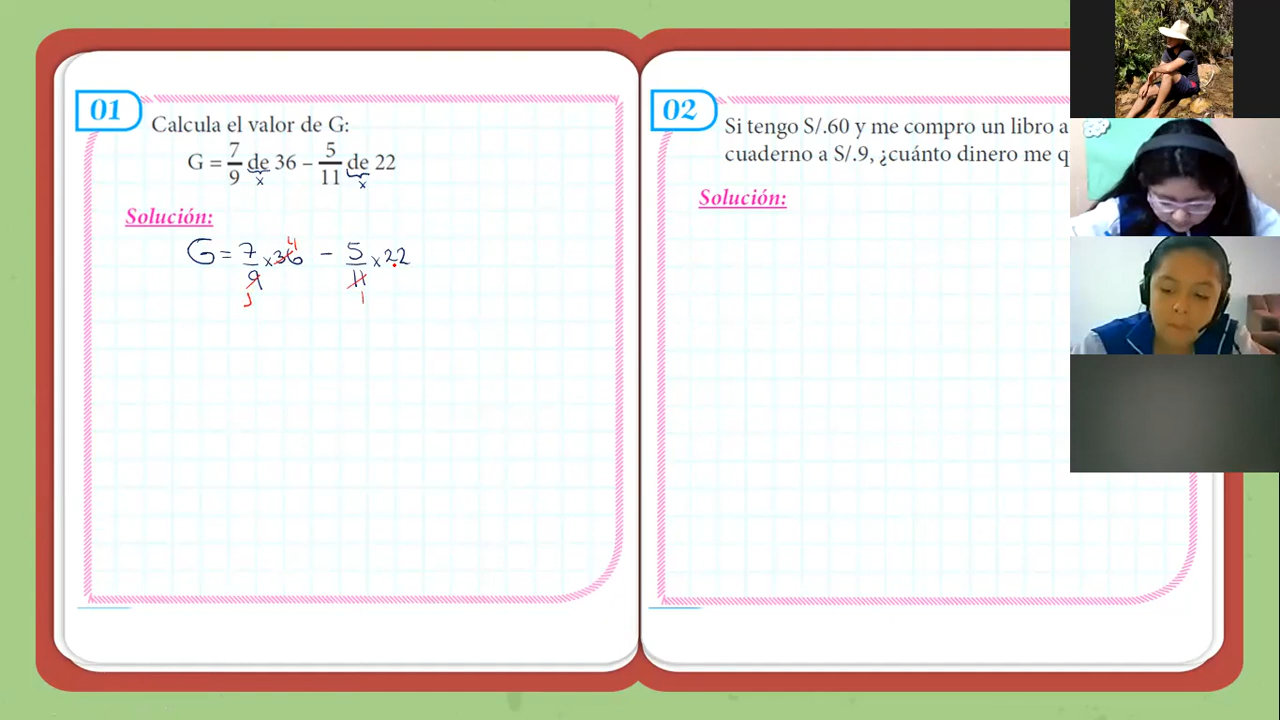 01
Calcula el valor de G:
G = 7/9 de 36 – 5/11 de 22
x x
Solución:
G = 7/9 x 36 – 5/11 x 22
4
1 1
02
Si tengo S/.60 y me compro un libro a
cuaderno a S/.9, ¿cuánto dinero me q
Solución: